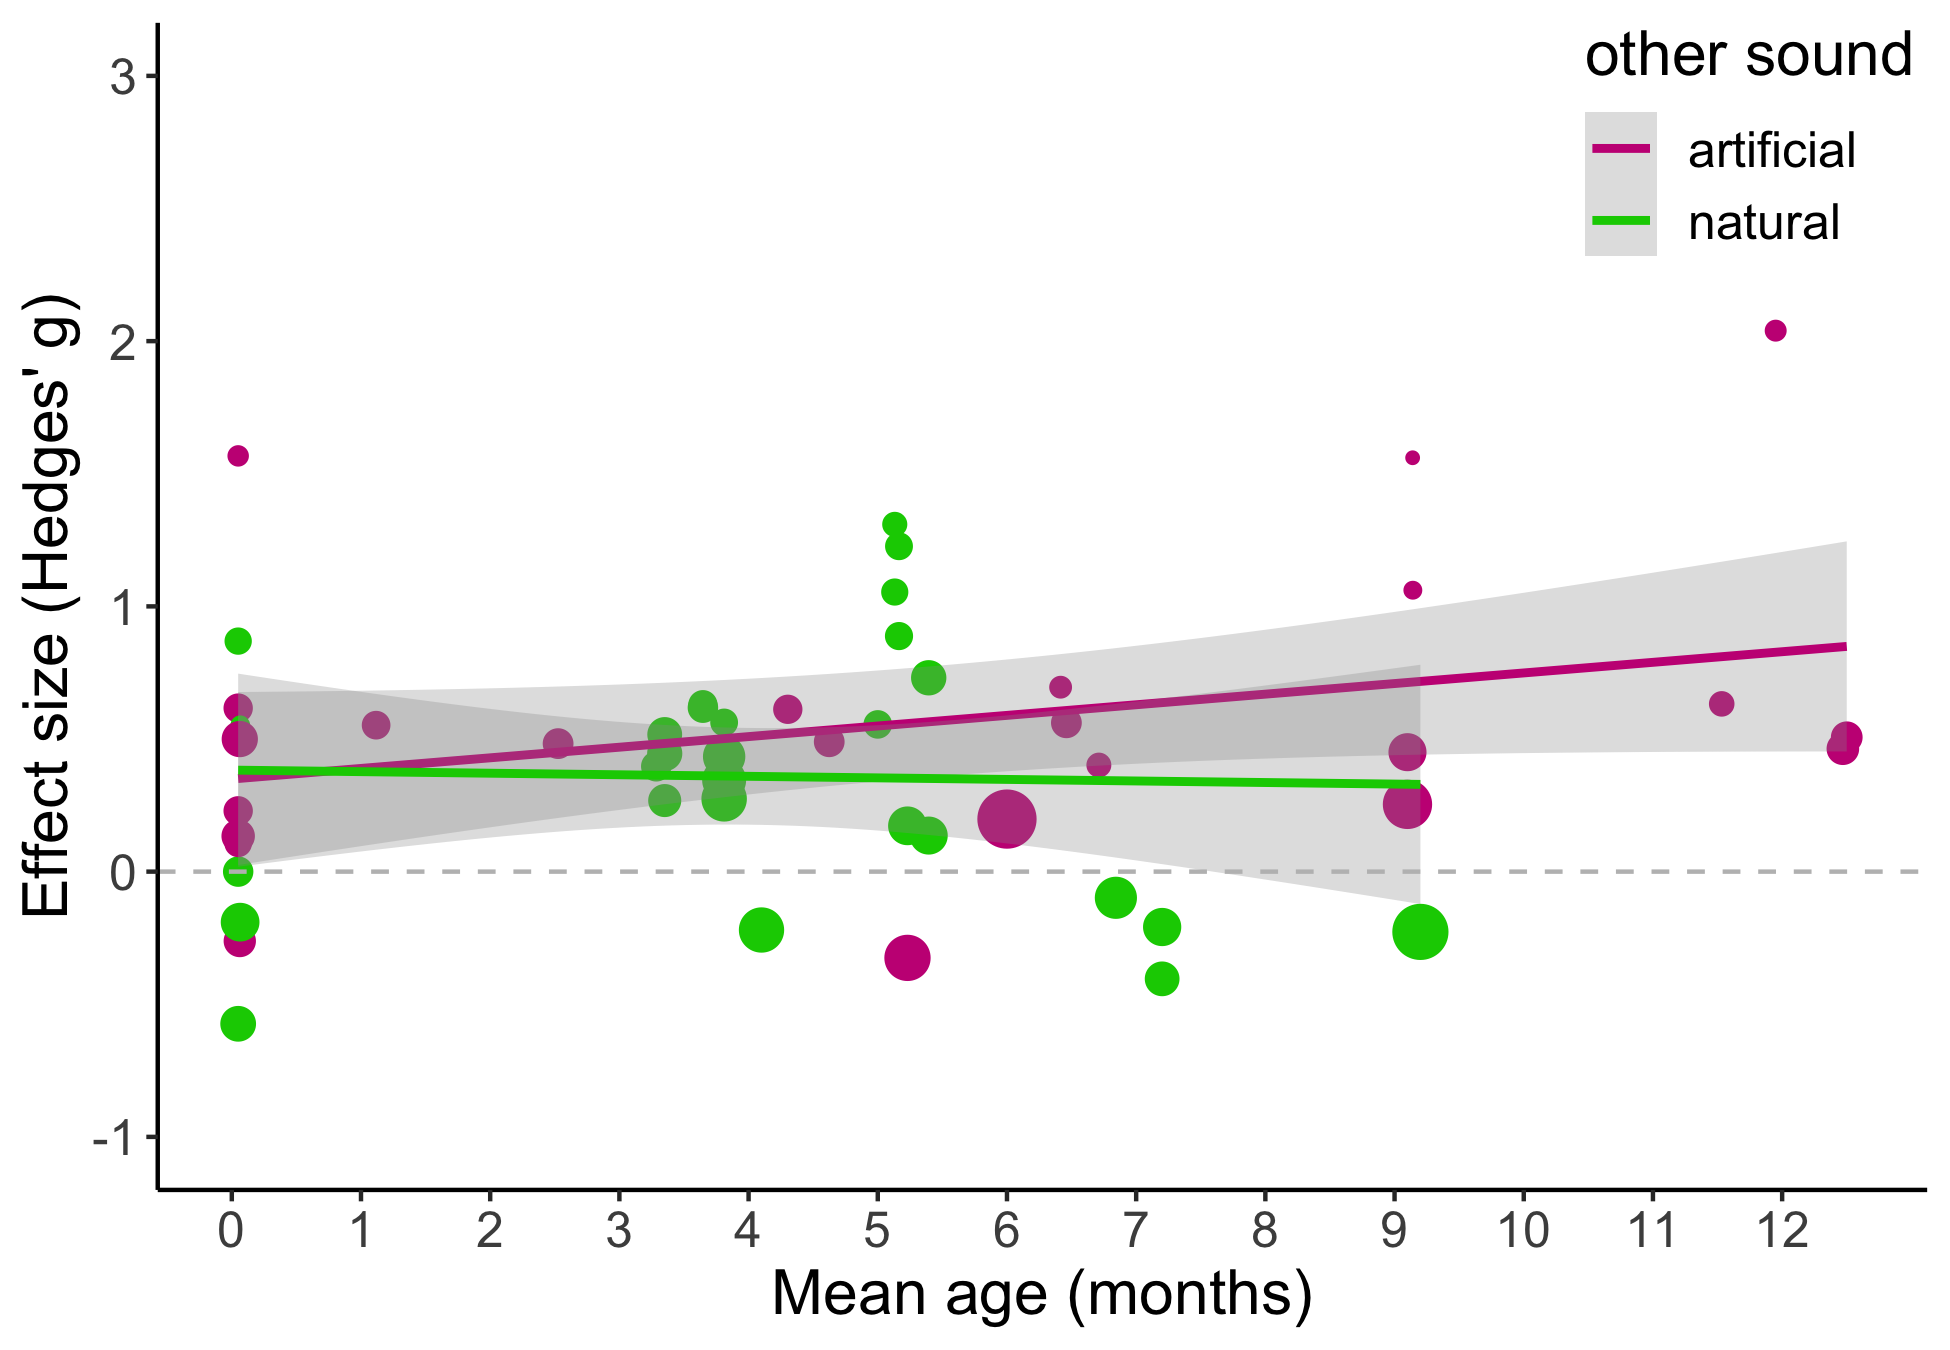 other sound
artificial
natural
Effect size (Hedges' g)
3
2
1
0
-1
0 1 2 3 4 5 6 7 8 9 10 11 12
Mean age (months)